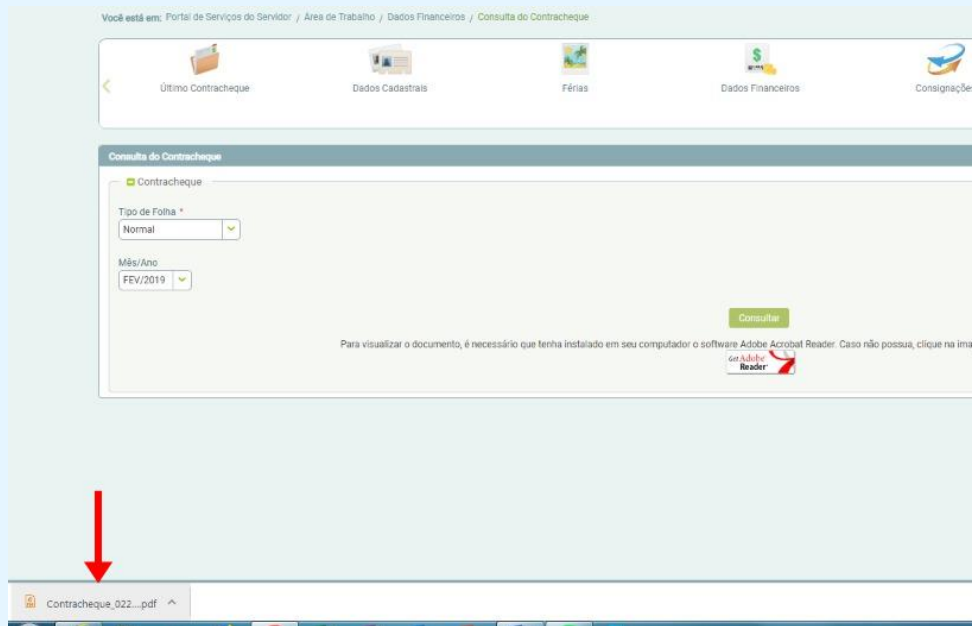 Você está em: Portal de Serviços do Servidor / Área de Trabalho / Dados Financeiros / Consulta do Contracheque
Último Contracheque
Dados Cadastrais
Férias
Dados Financeiros
Consignações
Consulta do Contracheque
Contracheque
Tipo de Folha *
Normal
Mês/Ano
FEV/2019
Consultar
Para visualizar o documento, é necessário que tenha instalado em seu computador o software Adobe Acrobat Reader. Caso não possua, clique na ima
Get Adobe
Reader
Contracheque_022....pdf